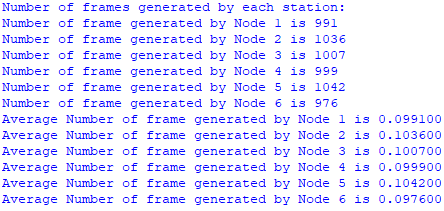 Number of frames generated by each station:
Number of frame generated by Node 1 is 991
Number of frame generated by Node 2 is 1036
Number of frame generated by Node 3 is 1007
Number of frame generated by Node 4 is 999
Number of frame generated by Node 5 is 1042
Number of frame generated by Node 6 is 976
Average Number of frame generated by Node 1 is 0.099100
Average Number of frame generated by Node 2 is 0.103600
Average Number of frame generated by Node 3 is 0.100700
Average Number of frame generated by Node 4 is 0.099900
Average Number of frame generated by Node 5 is 0.104200
Average Number of frame generated by Node 6 is 0.097600